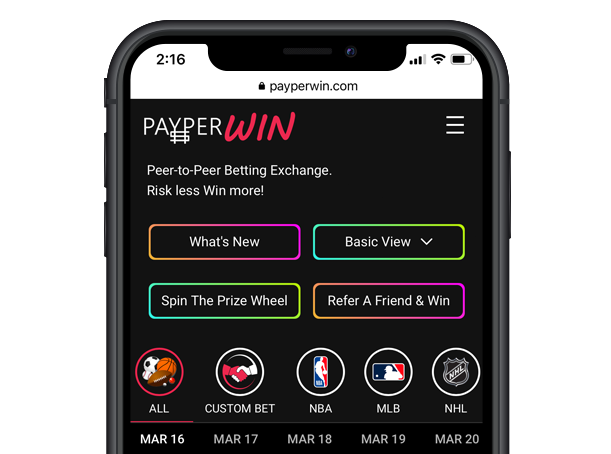 2:16
payperwin.com
PAYPERWIN
Peer-to-Peer Betting Exchange.
Risk less Win more!
What's New
Basic View
Spin The Prize Wheel
Refer A Friend & Win
NBA
NHL
ALL
CUSTOM BET
NBA
MLB
NHL
MAR 16
MAR 17
MAR 18
MAR 19
MAR 20